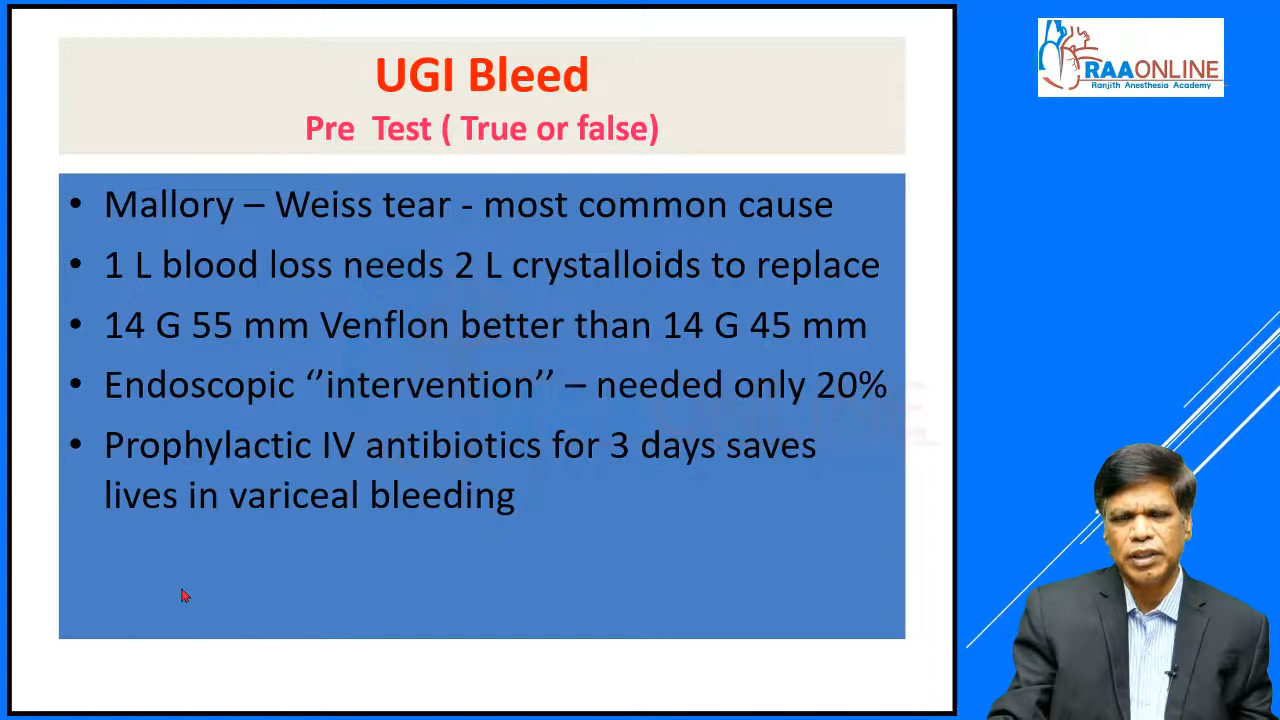 UGI Bleed
Pre Test ( True or false)
RAAONLINE
Ranjith Anesthesia Academy
• Mallory – Weiss tear - most common cause
• 1 L blood loss needs 2 L crystalloids to replace
• 14 G 55 mm Venflon better than 14 G 45 mm
• Endoscopic ‘’intervention’’ – needed only 20%
• Prophylactic IV antibiotics for 3 days saves
lives in variceal bleeding